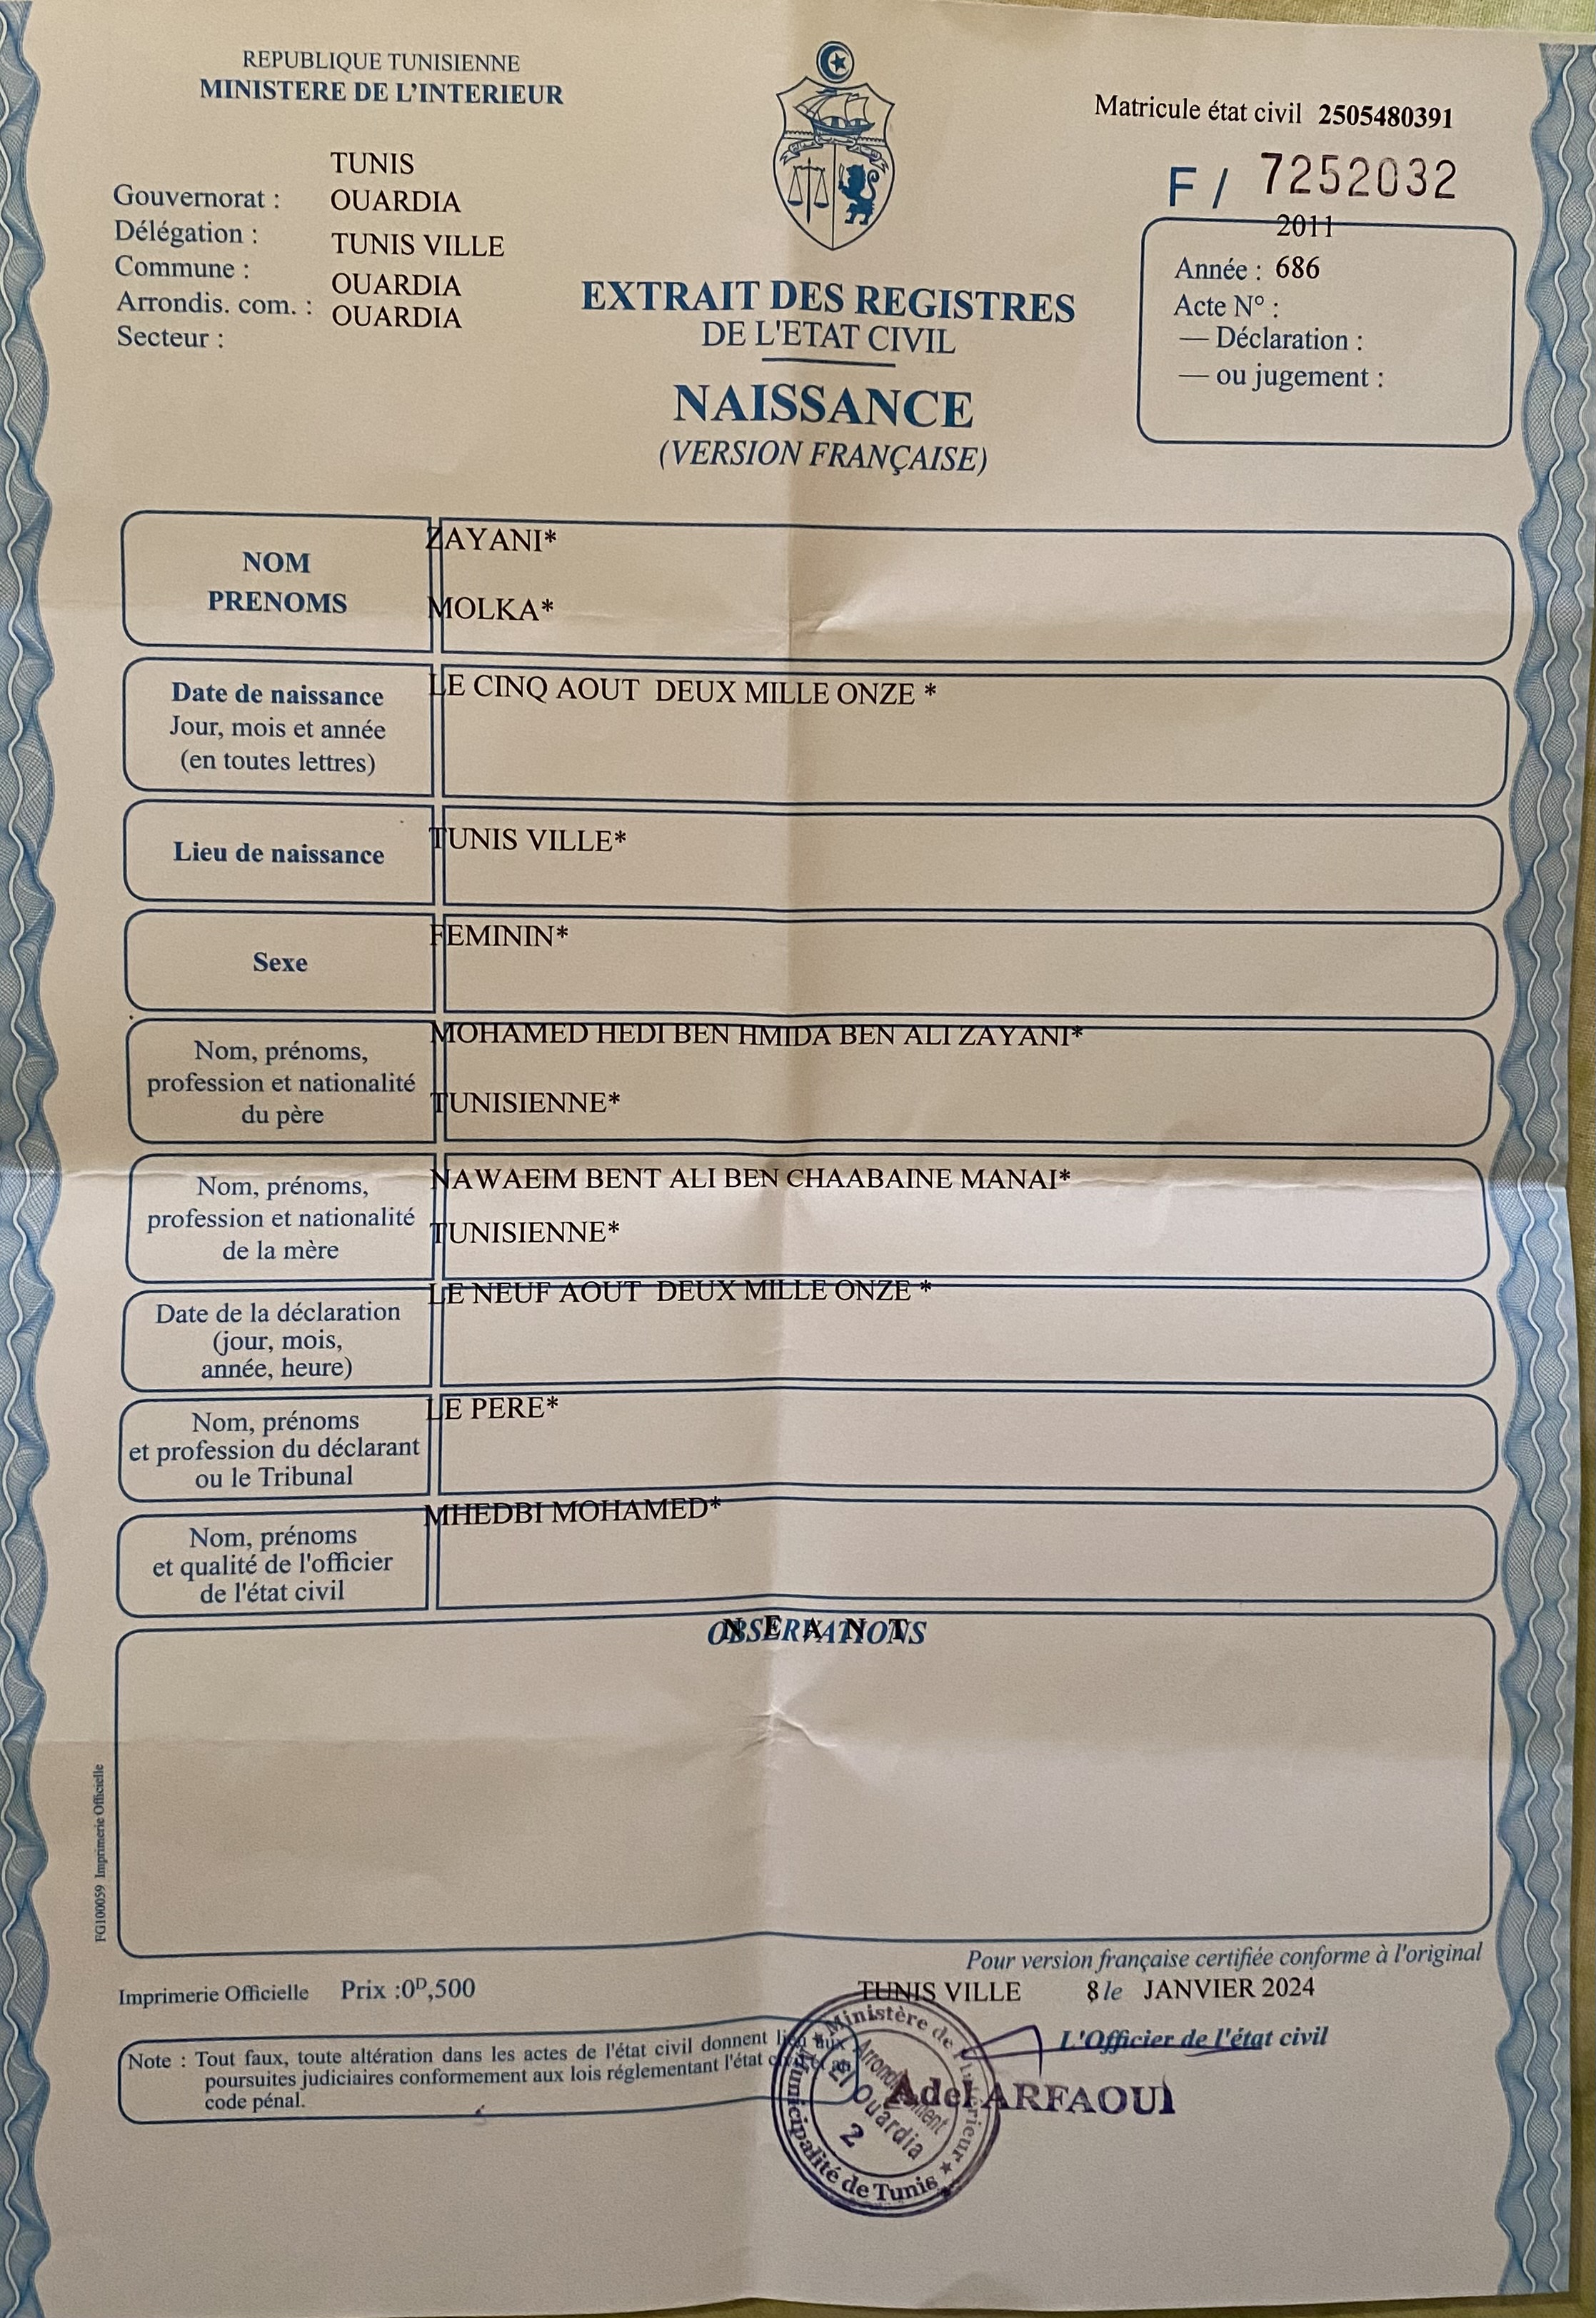 REPUBLIQUE TUNISIENNE
MINISTERE DE L'INTERIEUR
Matricule état civil 2505480391
F / 7252032
TUNIS
Gouvernorat : OUARDIA
Délégation : TUNIS VILLE
Commune : OUARDIA
Arrondis. com. : OUARDIA
Secteur :
2011
Année : 686
Acte N° :
— Déclaration :
— ou jugement :
EXTRAIT DES REGISTRES
DE L'ETAT CIVIL
NAISSANCE
(VERSION FRANÇAISE)
NOM
PRENOMS
ZAYANI*
MOLKA*
Date de naissance
Jour, mois et année
(en toutes lettres)
LE CINQ AOUT DEUX MILLE ONZE *
Lieu de naissance
TUNIS VILLE*
Sexe
FEMININ*
Nom, prénoms,
profession et nationalité
du père
MOHAMED HEDI BEN HMIDA BEN ALI ZAYANI*
TUNISIENNE*
Nom, prénoms,
profession et nationalité
de la mère
NAWAEIM BENT ALI BEN CHAABAINE MANAI*
TUNISIENNE*
Date de la déclaration
(jour, mois,
année, heure)
LE NEUF AOUT DEUX MILLE ONZE *
Nom, prénoms
et profession du déclarant
ou le Tribunal
LE PERE*
Nom, prénoms
et qualité de l'officier
de l'état civil
MHEDBI MOHAMED*
OBSERVATIONS
N E A N T
FG100059 Imprimerie Officielle
Pour version française certifiée conforme à l'original
Imprimerie Officielle Prix :0ᴰ,500
TUNIS VILLE 8 le JANVIER 2024
L'Officier de l'état civil
Note : Tout faux, toute altération dans les actes de l'état civil donnent lieu aux
poursuites judiciaires conformement aux lois réglementant l'état civil et au
code pénal.
Adel ARFAOUI
Ministère de l'Intérieur
Municipalité de Tunis
Arrondissement
El Ouardia
2